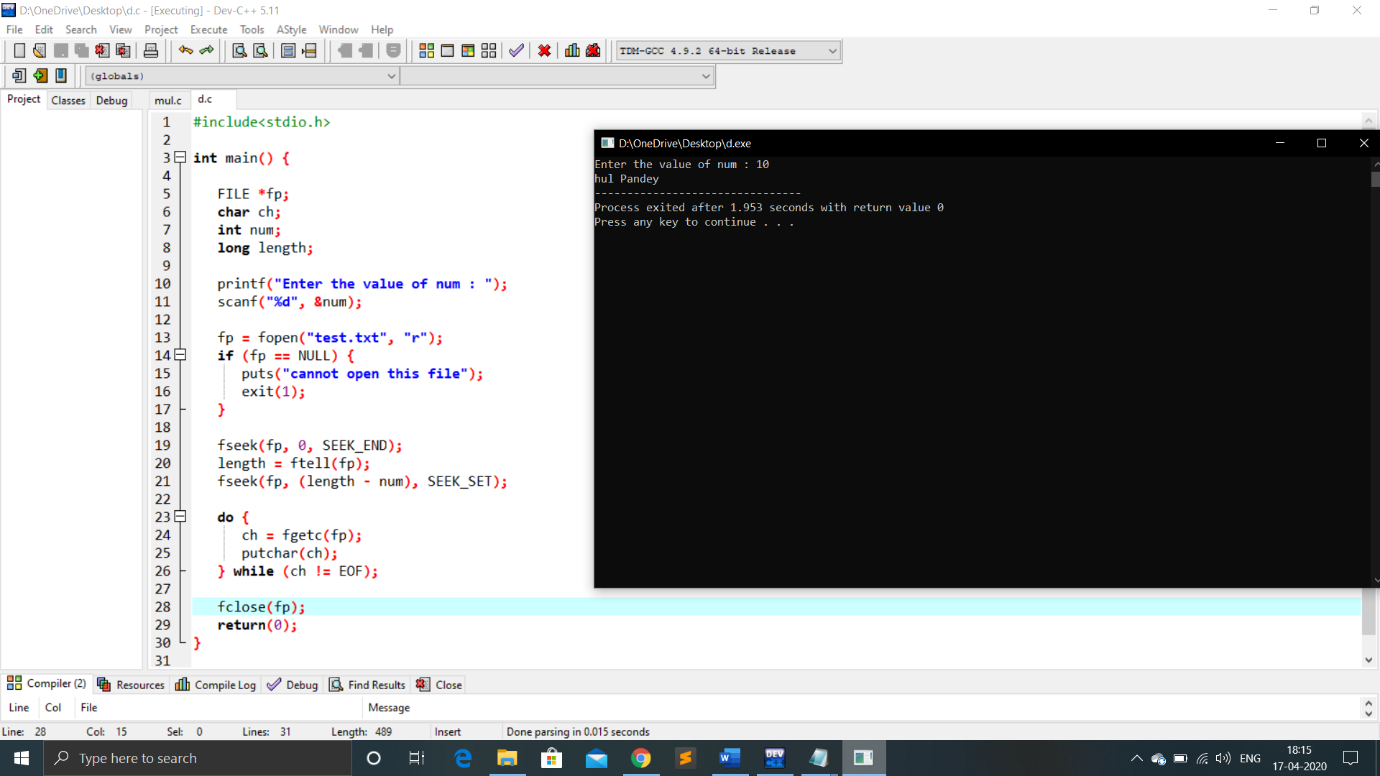 D:\OneDrive\Desktop\d.c - [Executing] - Dev-C++ 5.11
File Edit Search View Project Execute Tools AStyle Window Help
TDM-GCC 4.9.2 64-bit Release
(globals)
Project Classes Debug mul.c d.c
1 #include<stdio.h>
2
3 int main() {
4
5 FILE *fp;
6 char ch;
7 int num;
8 long length;
9
10 printf("Enter the value of num : ");
11 scanf("%d", &num);
12
13 fp = fopen("test.txt", "r");
14 if (fp == NULL) {
15 puts("cannot open this file");
16 exit(1);
17 }
18
19 fseek(fp, 0, SEEK_END);
20 length = ftell(fp);
21 fseek(fp, (length - num), SEEK_SET);
22
23 do {
24 ch = fgetc(fp);
25 putchar(ch);
26 } while (ch != EOF);
27
28 fclose(fp);
29 return(0);
30 }
31
D:\OneDrive\Desktop\d.exe
Enter the value of num : 10
hul Pandey
--------------------------------
Process exited after 1.953 seconds with return value 0
Press any key to continue . . .
Compiler (2) Resources Compile Log Debug Find Results Close
Line Col File Message
Line: 28 Col: 15 Sel: 0 Lines: 31 Length: 489 Insert Done parsing in 0.015 seconds
Type here to search
DEV
ENG
18:15
17-04-2020